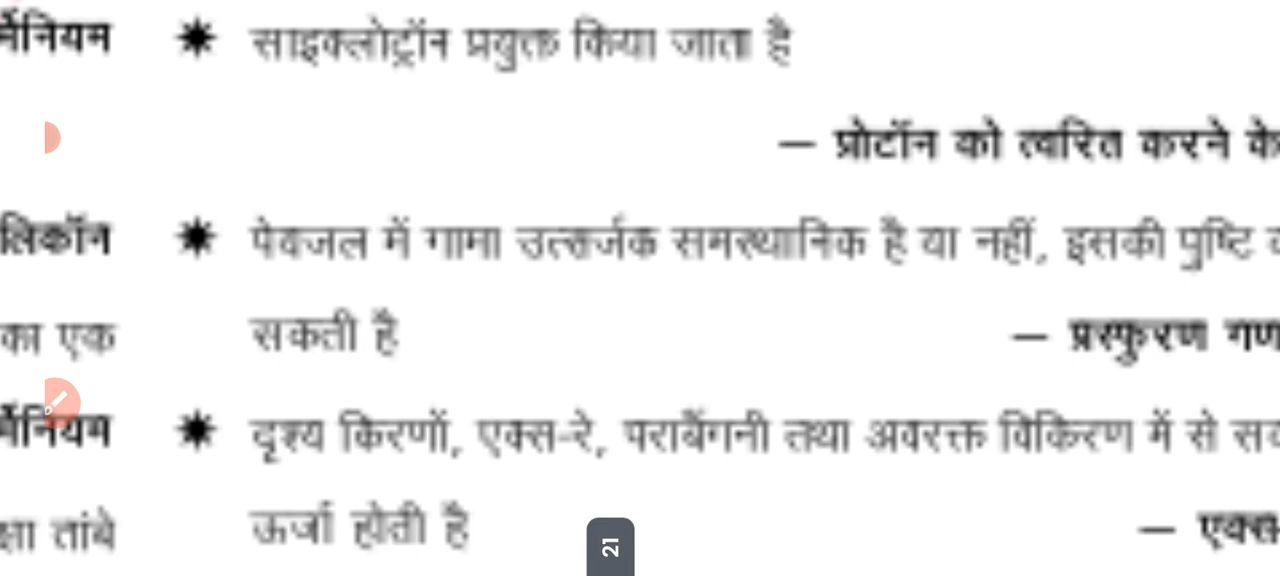 र्मेनियम
✷ साइक्लोट्रॉन प्रयुक्त किया जाता है
— प्रोटॉन को त्वरित करने के
लिकॉन
✷ पेयजल में गामा उत्सर्जक समस्थानिक है या नहीं, इसकी पुष्टि
का एक
सकती है — प्रस्फुरण गण
र्मेनियम
✷ दृश्य किरणों, एक्स-रे, पराबैंगनी तथा अवरक्त विकिरण में से
क्षा तांबे
ऊर्जा होती है — एक्स
21